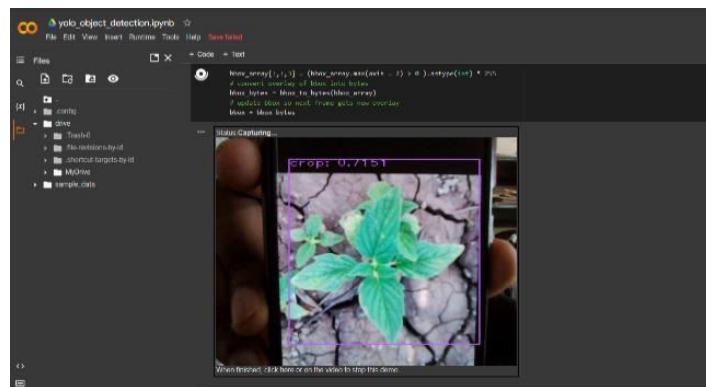 yolo_object_detection.ipynb
File Edit View Insert Runtime Tools Help Save failed
Files
+ Code + Text
bbox_array[:,:,3] = (bbox_array.max(axis = 2) > 0 ).astype(int) * 255
# convert overlay of bbox into bytes
bbox_bytes = bbox_to_bytes(bbox_array)
# update bbox so next frame gets new overlay
bbox = bbox_bytes
..
.config
drive
.Trash-0
.file-revisions-by-id
.shortcut-targets-by-id
MyDrive
sample_data
Status:Capturing...
crop: 0.7151
When finished, click here or on the video to stop this demo